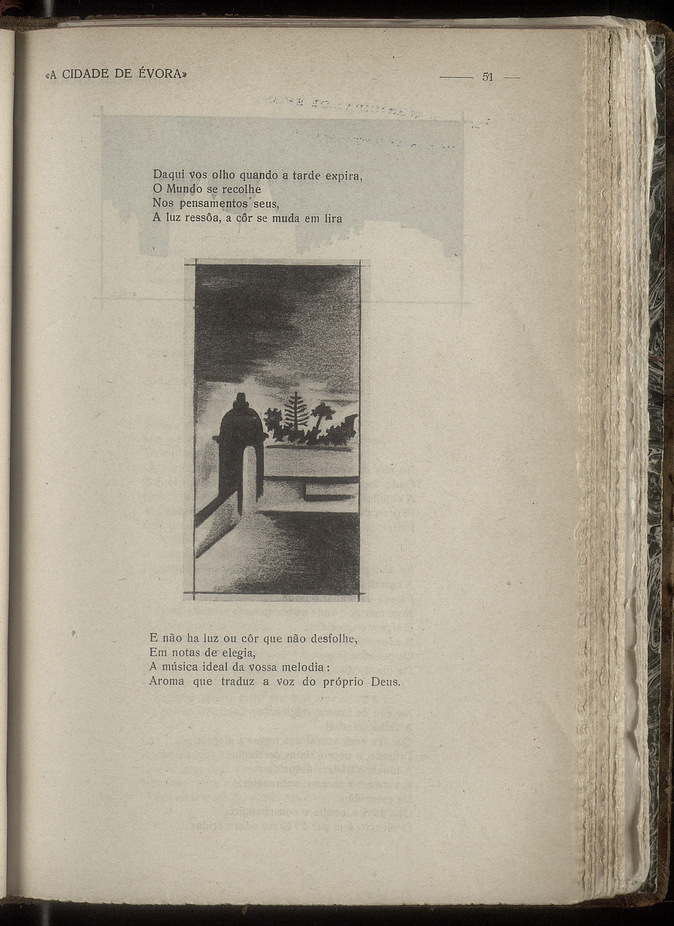 «A CIDADE DE ÉVORA» 51
Daqui vos olho quando a tarde expira,
O Mundo se recolhe
Nos pensamentos seus,
A luz ressôa, a côr se muda em lira
E não ha luz ou côr que não desfolhe,
Em notas de elegia,
A música ideal da vossa melodia:
Aroma que traduz a voz do próprio Deus.